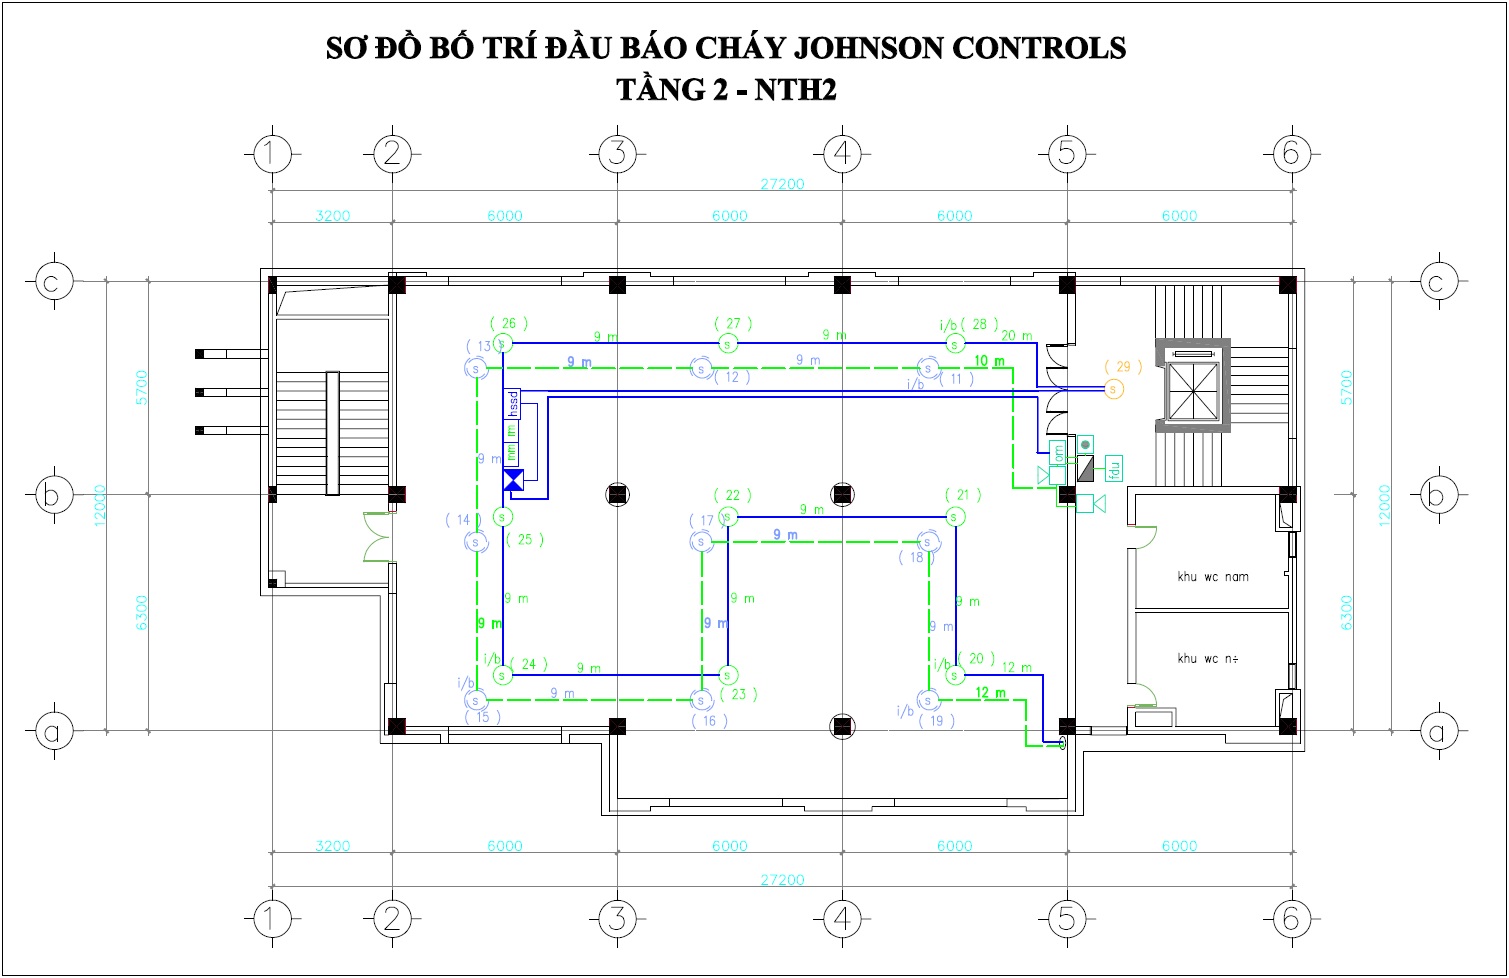 SƠ ĐỒ BỐ TRÍ ĐẦU BÁO CHÁY JOHNSON CONTROLS
TẦNG 2 - NTH2
1 2 3 4 5 6
27200
3200 6000 6000 6000 6000
c c
( 26 ) ( 27 ) i/b ( 28 )
9 m 9 m 20 m
s s s
( 13 ) 9 m 9 m 10 m
s s s
( 12 ) i/b ( 11 )
( 29 )
s
5700 5700
hssd
rm
mm
9 m
orn
fdu
b b
12000 12000
( 22 ) ( 21 )
9 m
( 14 ) s ( 17 ) s s
s ( 25 ) s 9 m s
( 18 )
khu wc nam
9 m 9 m 9 m
9 m 9 m 9 m
6300 6300
i/b ( 24 ) i/b ( 20 )
s 9 m s s 12 m
khu wc n÷
i/b 9 m ( 23 ) 12 m
s s i/b s
( 15 ) ( 16 ) ( 19 )
a a
3200 6000 6000 6000 6000
27200
1 2 3 4 5 6